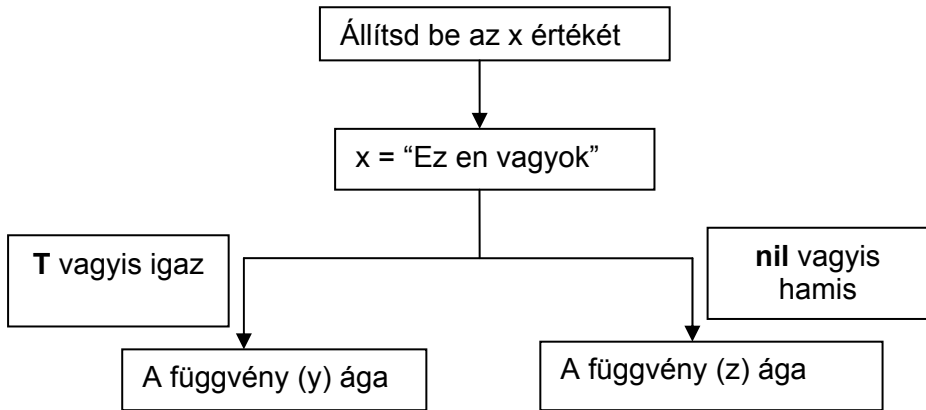 Állítsd be az x értékét
x = “Ez en vagyok”
T vagyis igaz
nil vagyis
hamis
A függvény (y) ága
A függvény (z) ága